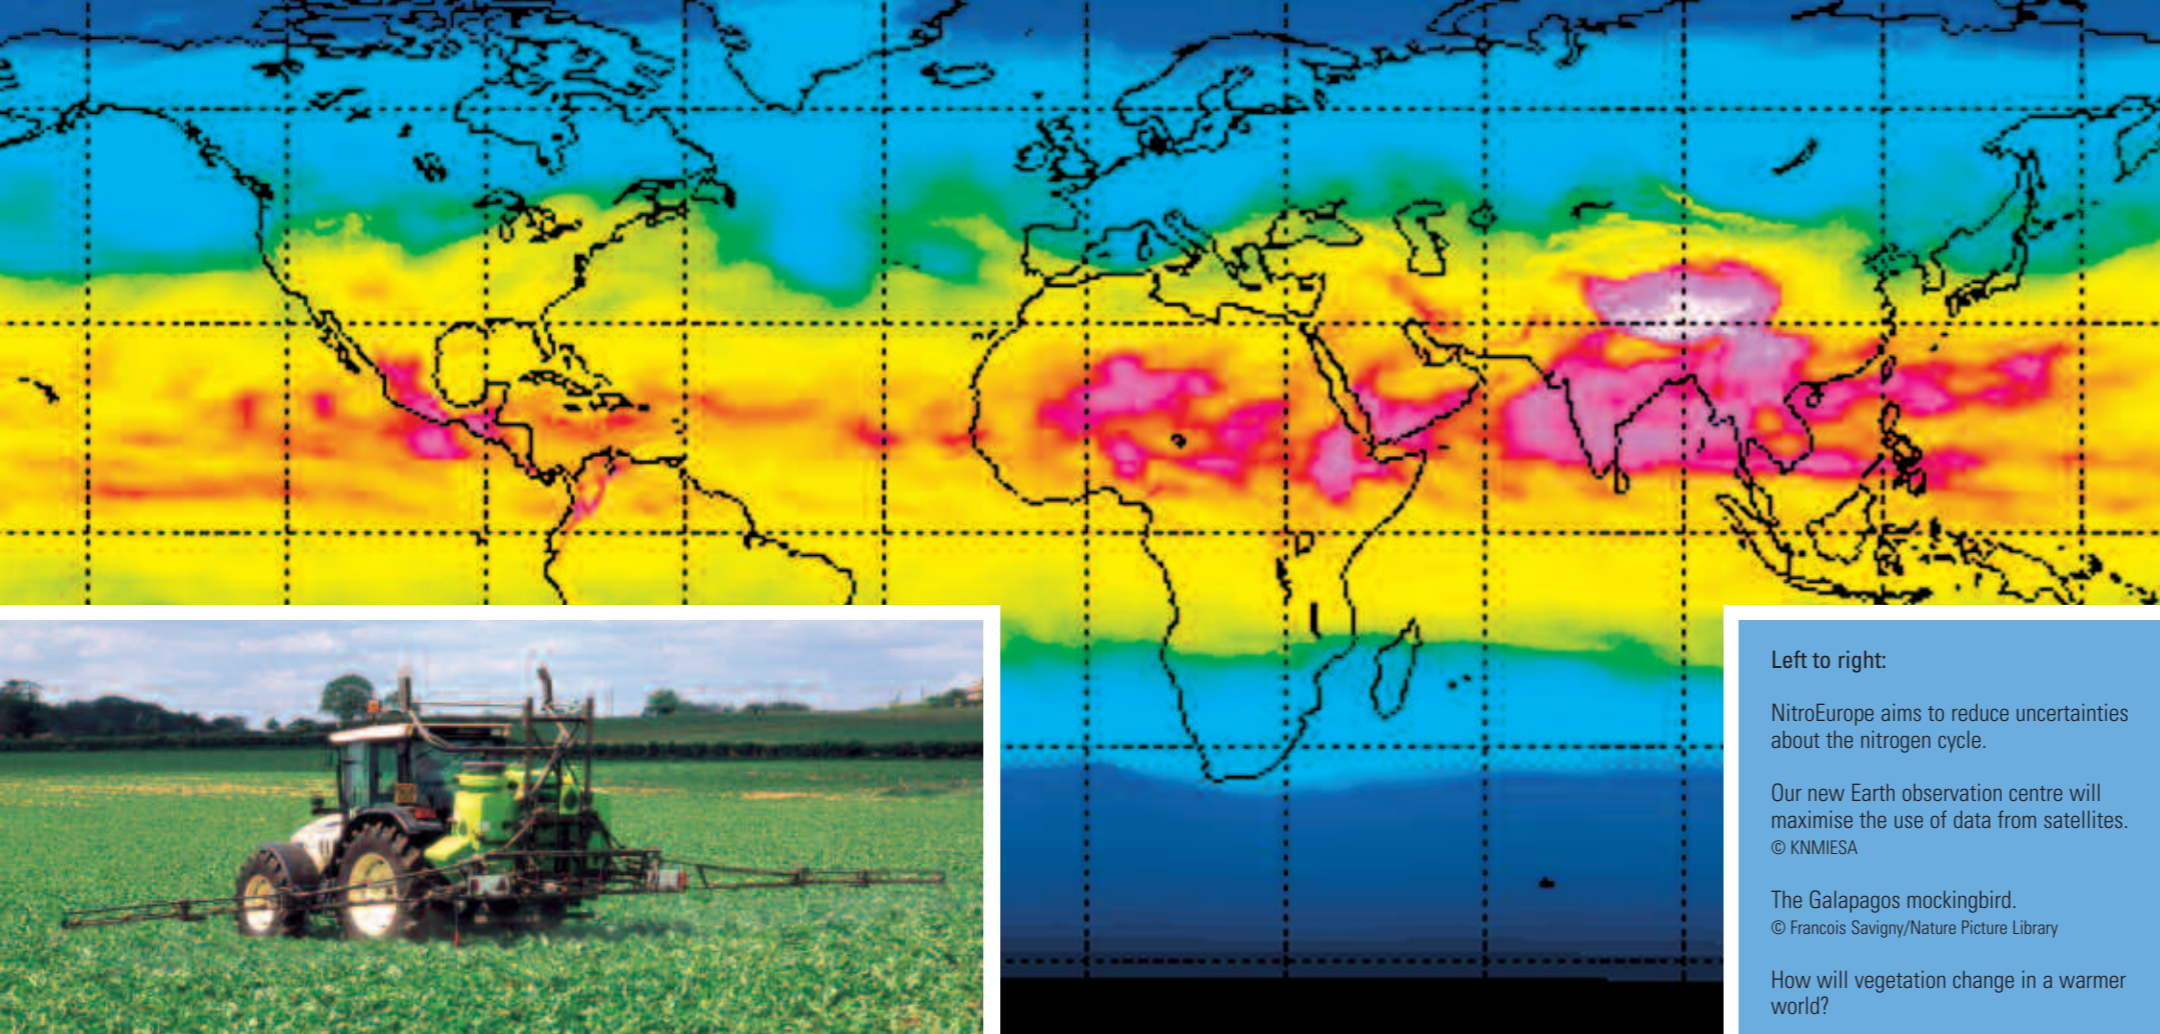 Left to right:
NitroEurope aims to reduce uncertainties
about the nitrogen cycle.
Our new Earth observation centre will
maximise the use of data from satellites.
© KNMIESA
The Galapagos mockingbird.
© Francois Savigny/Nature Picture Library
How will vegetation change in a warmer
world?